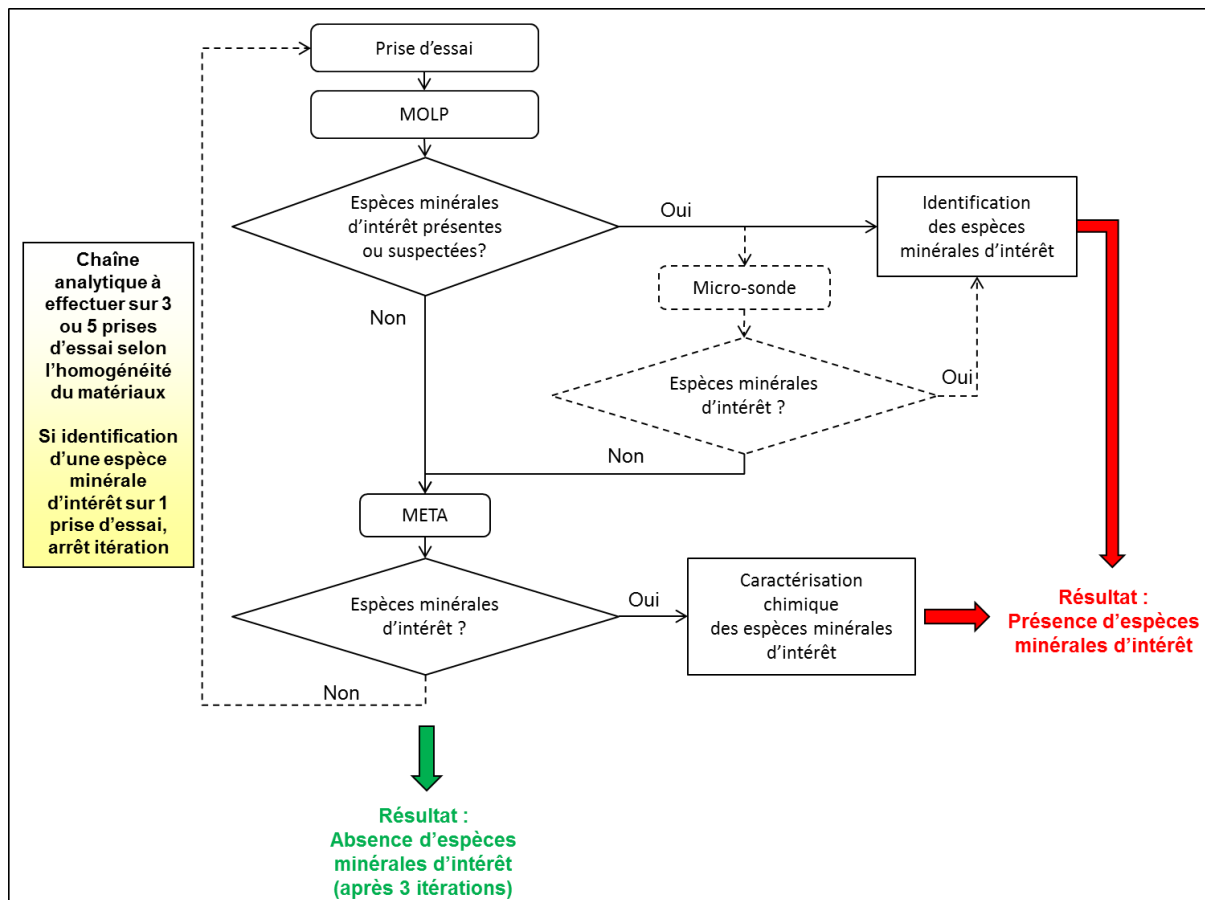 Prise d'essai
MOLP
Espèces minérales
d'intérêt présentes
ou suspectées?
Oui
Identification
des espèces
minérales d'intérêt
Micro-sonde
Non
Espèces minérales
d'intérêt ?
Oui
Non
Chaîne
analytique à
effectuer sur 3
ou 5 prises
d'essai selon
l'homogénéité
du matériaux
Si identification
d'une espèce
minérale
d'intérêt sur 1
prise d'essai,
arrêt itération
META
Espèces minérales
d'intérêt ?
Oui
Caractérisation
chimique
des espèces minérales
d'intérêt
Résultat :
Présence d'espèces
minérales d'intérêt
Non
Résultat :
Absence d'espèces
minérales d'intérêt
(après 3 itérations)